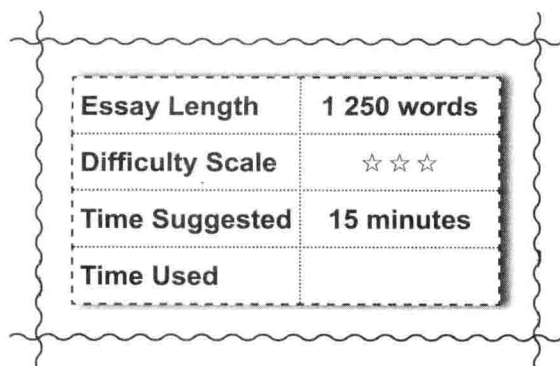 Essay Length 1 250 words
Difficulty Scale ☆ ☆ ☆
Time Suggested 15 minutes
Time Used